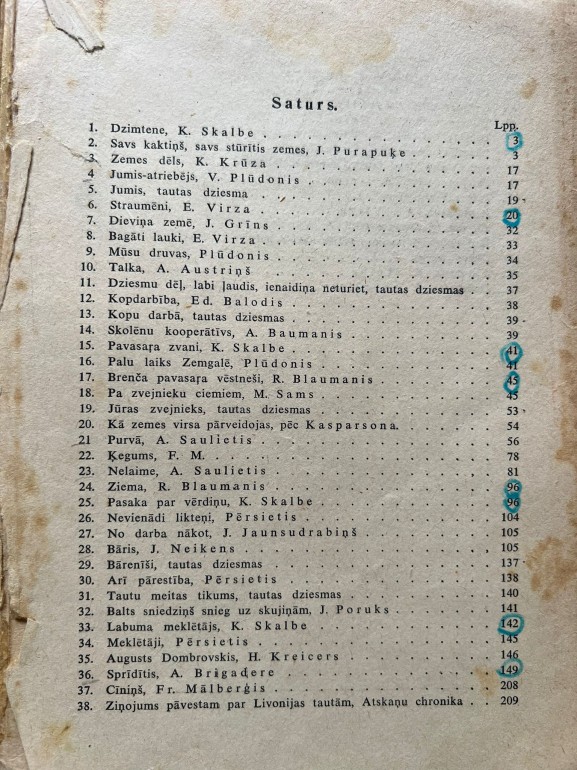 Saturs.
Lpp.
1. Dzimtene, K. Skalbe . . . . . . . . . . . . . . 3
2. Savs kaktiņš, savs stūrītis zemes, J. Purapuķe . . . . . . 3
3. Zemes dēls, K. Krūza . . . . . . . . . . . . 17
4 Jumis-atriebējs, V. Plūdonis . . . . . . . . . . 17
5. Jumis, tautas dziesma . . . . . . . . . . . . 19
6. Straumēni, E. Virza . . . . . . . . . . . . 20
7. Dieviņa zemē, J. Grīns . . . . . . . . . . . . 32
8. Bagāti lauki, E. Virza . . . . . . . . . . . . 33
9. Mūsu druvas, Plūdonis . . . . . . . . . . . . 34
10. Talka, A. Austriņš . . . . . . . . . . . . 35
11. Dziesmu dēļ, labi ļaudis, ienaidiņa neturiet, tautas dziesmas . 37
12. Kopdarbība, Ed. Balodis . . . . . . . . . . . 38
13. Kopu darbā, tautas dziesmas . . . . . . . . . . 39
14. Skolēnu kooperātīvs, A. Baumanis . . . . . . . . 39
15. Pavasaŗa zvani, K. Skalbe . . . . . . . . . . 41
16. Palu laiks Zemgalē, Plūdonis . . . . . . . . . 41
17. Brenča pavasaŗa vēstneši, R. Blaumanis . . . . . . 45
18. Pa zvejnieku ciemiem, M. Sams . . . . . . . . . 45
19. Jūras zvejnieks, tautas dziesmas . . . . . . . . 53
20. Kā zemes virsa pārveidojas, pēc Kasparsona. . . . . . 54
21 Purvā, A. Saulietis . . . . . . . . . . . . 56
22. Ķegums, F. M. . . . . . . . . . . . . . . 78
23. Nelaime, A. Saulietis . . . . . . . . . . . 81
24. Ziema, R. Blaumanis . . . . . . . . . . . . 96
25. Pasaka par vērdiņu, K. Skalbe . . . . . . . . . 96
26. Nevienādi likteņi, Pērsietis . . . . . . . . . 104
27. No darba nākot, J. Jaunsudrabiņš . . . . . . . . 105
28. Bāris, J. Neikens . . . . . . . . . . . . 105
29. Bārenīši, tautas dziesmas . . . . . . . . . . 137
30. Arī pārestība, Pērsietis . . . . . . . . . . 138
31. Tautu meitas tikums, tautas dziesmas . . . . . . . 140
32. Balts sniedziņš snieg uz skujiņām, J. Poruks . . . . . 141
33. Labuma meklētājs, K. Skalbe . . . . . . . . . 142
34. Meklētāji, Pērsietis . . . . . . . . . . . 145
35. Augusts Dombrovskis, H. Kreicers . . . . . . . . 146
36. Sprīdītis, A. Brigadere . . . . . . . . . . 149
37. Cīniņš, Fr. Mālberģis . . . . . . . . . . . 208
38. Ziņojums pāvestam par Livonijas tautām, Atskaņu chronika . . 209